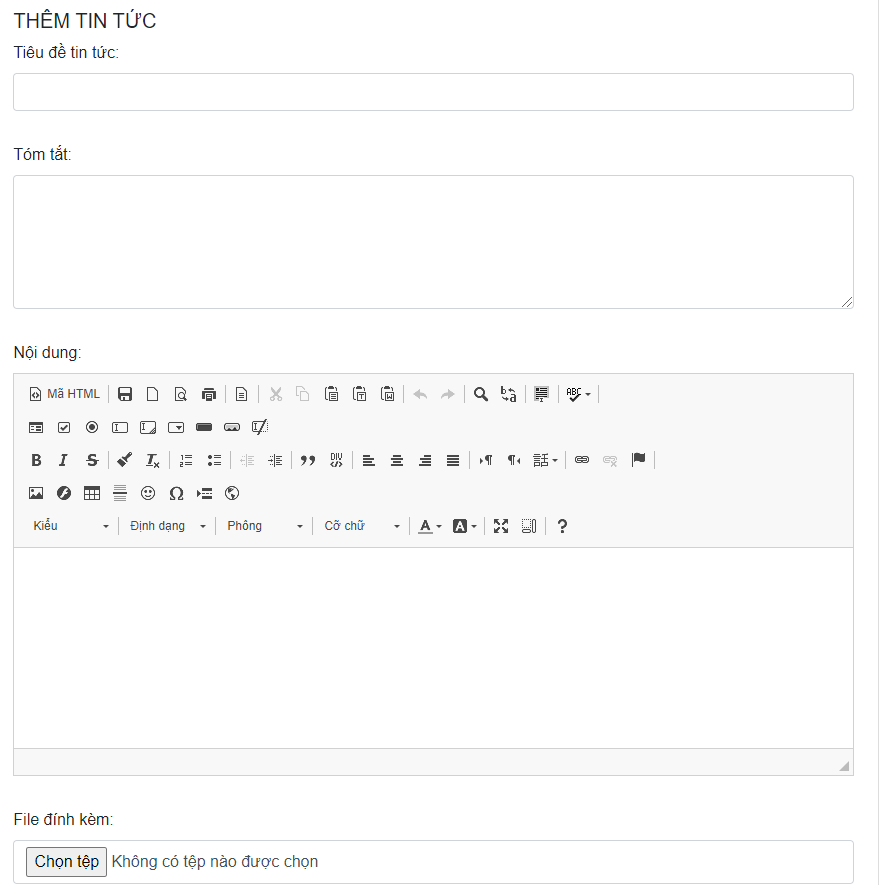 THÊM TIN TỨC
Tiêu đề tin tức:
Tóm tắt:
Nội dung:
Mã HTML
Kiểu Định dạng Phông Cỡ chữ
File đính kèm:
Chọn tệp Không có tệp nào được chọn